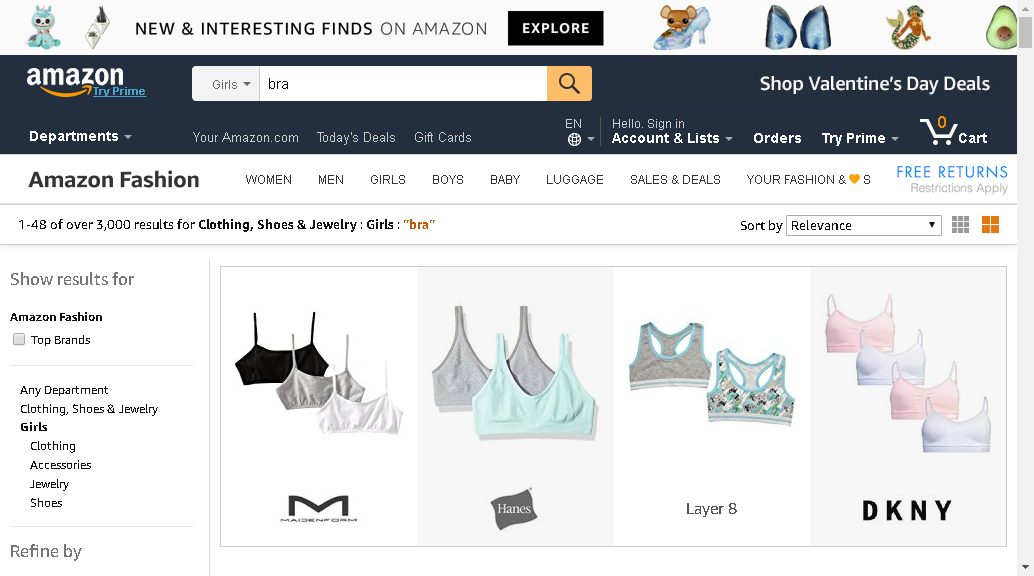 NEW & INTERESTING FINDS ON AMAZON EXPLORE
amazon
Try Prime
Girls
bra
Shop Valentine's Day Deals
Departments
Your Amazon.com Today's Deals Gift Cards
EN
Hello. Sign in
Account & Lists
Orders
Try Prime
0
Cart
Amazon Fashion
WOMEN MEN GIRLS BOYS BABY LUGGAGE SALES & DEALS YOUR FASHION & S
FREE RETURNS
Restrictions Apply
1-48 of over 3,000 results for Clothing, Shoes & Jewelry : Girls : "bra"
Sort by Relevance
Show results for
Amazon Fashion
Top Brands
Any Department
Clothing, Shoes & Jewelry
Girls
Clothing
Accessories
Jewelry
Shoes
Refine by
MAIDENFORM
Hanes
Layer 8
DKNY